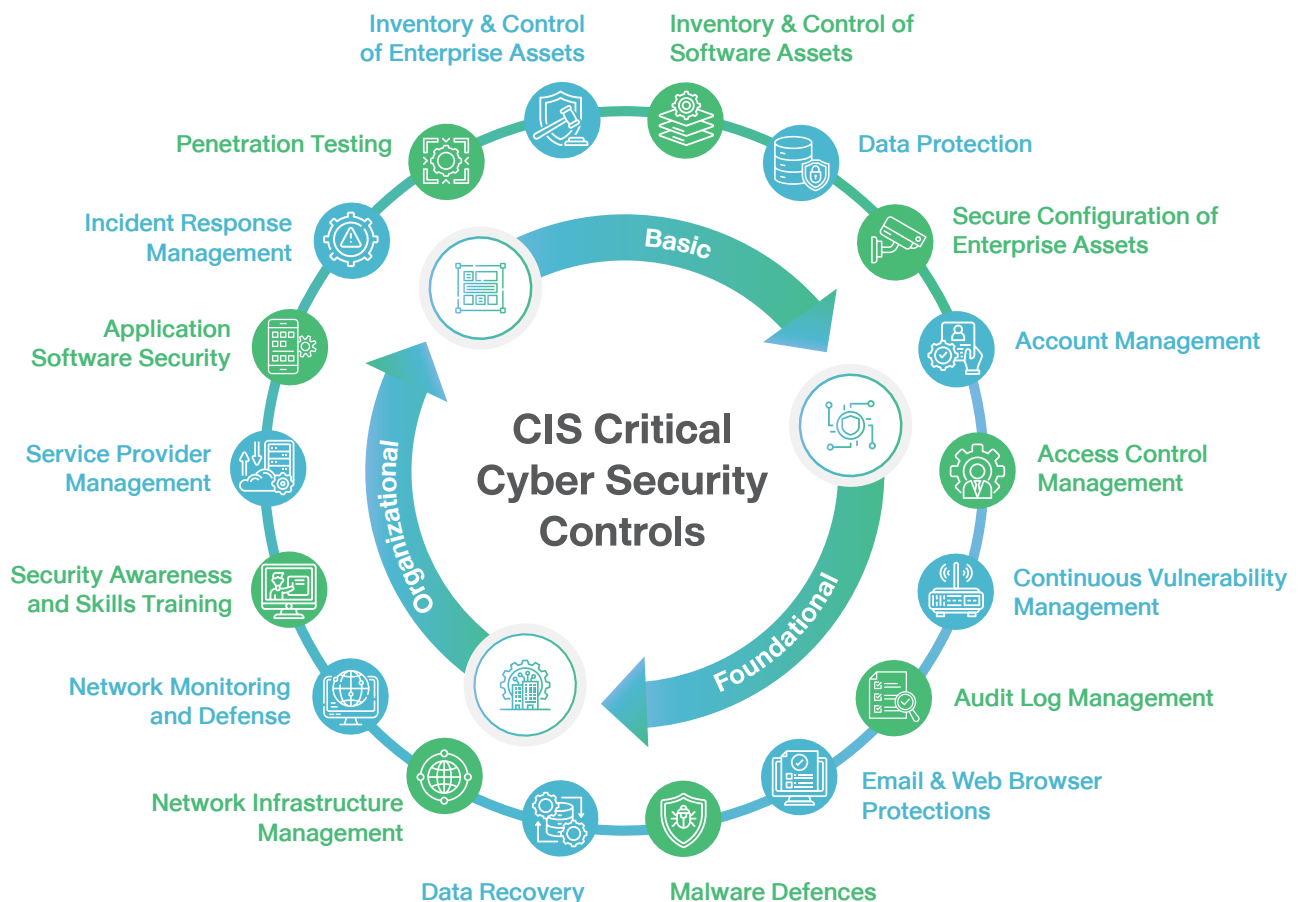 Inventory & Control
of Enterprise Assets
Inventory & Control of
Software Assets
Penetration Testing
Data Protection
Incident Response
Management
Secure Configuration of
Enterprise Assets
Basic
Application
Software Security
Account Management
CIS Critical
Cyber Security
Controls
Service Provider
Management
Access Control
Management
Organizational
Security Awareness
and Skills Training
Continuous Vulnerability
Management
Foundational
Network Monitoring
and Defense
Audit Log Management
Network Infrastructure
Management
Email & Web Browser
Protections
Data Recovery
Malware Defences